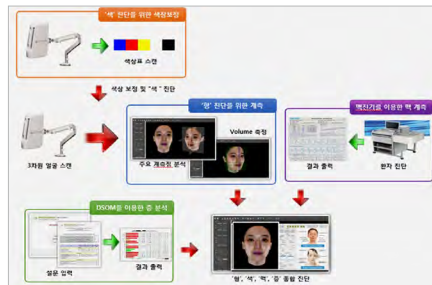 '색' 진단을 위한 색상보정
색상표 스캔
색상 보정 및 "색" 진단
'형' 진단을 위한 계측
Volume 측정
주요 계측점 분석
3차원 얼굴 스캔
맥진기를 이용한 맥 계측
결과 출력
환자 진단
DSOM을 이용한 증 분석
설문 입력
결과 출력
'형', '색', '맥', '증' 종합 진단